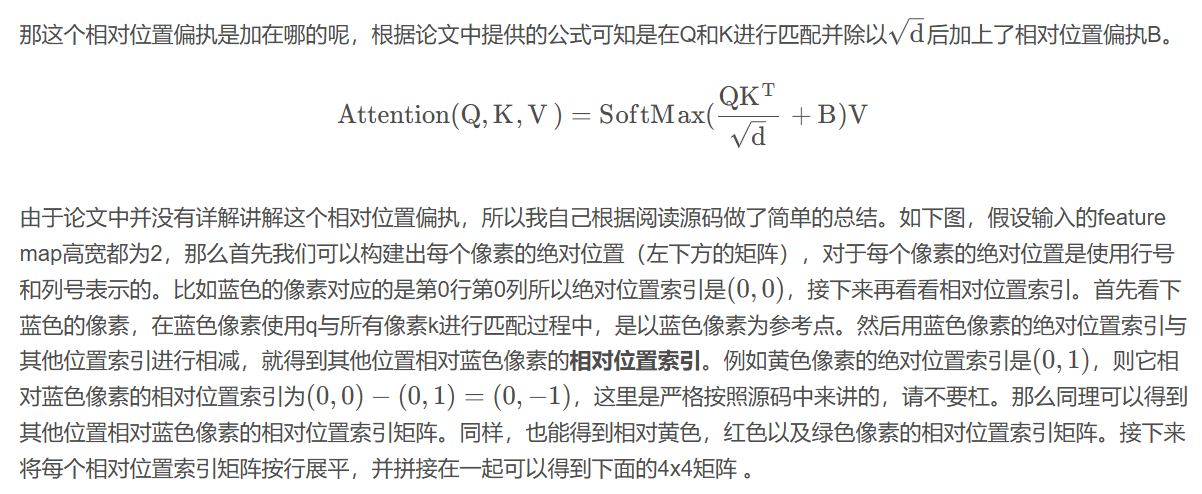 那这个相对位置偏执是加在哪的呢，根据论文中提供的公式可知是在Q和K进行匹配并除以√d后加上了相对位置偏执B。
Attention(Q, K, V) = SoftMax(QKᵀ/√d + B)V
由于论文中并没有详解讲解这个相对位置偏执，所以我自己根据阅读源码做了简单的总结。如下图，假设输入的feature
map高宽都为2，那么首先我们可以构建出每个像素的绝对位置（左下方的矩阵），对于每个像素的绝对位置是使用行号
和列号表示的。比如蓝色的像素对应的是第0行第0列所以绝对位置索引是(0, 0)，接下来再看看相对位置索引。首先看下
蓝色的像素，在蓝色像素使用q与所有像素k进行匹配过程中，是以蓝色像素为参考点。然后用蓝色像素的绝对位置索引与
其他位置索引进行相减，就得到其他位置相对蓝色像素的相对位置索引。例如黄色像素的绝对位置索引是(0, 1)，则它相
对蓝色像素的相对位置索引为(0, 0) − (0, 1) = (0, −1)，这里是严格按照源码中来讲的，请不要杠。那么同理可以得到
其他位置相对蓝色像素的相对位置索引矩阵。同样，也能得到相对黄色，红色以及绿色像素的相对位置索引矩阵。接下来
将每个相对位置索引矩阵按行展平，并拼接在一起可以得到下面的4x4矩阵 。